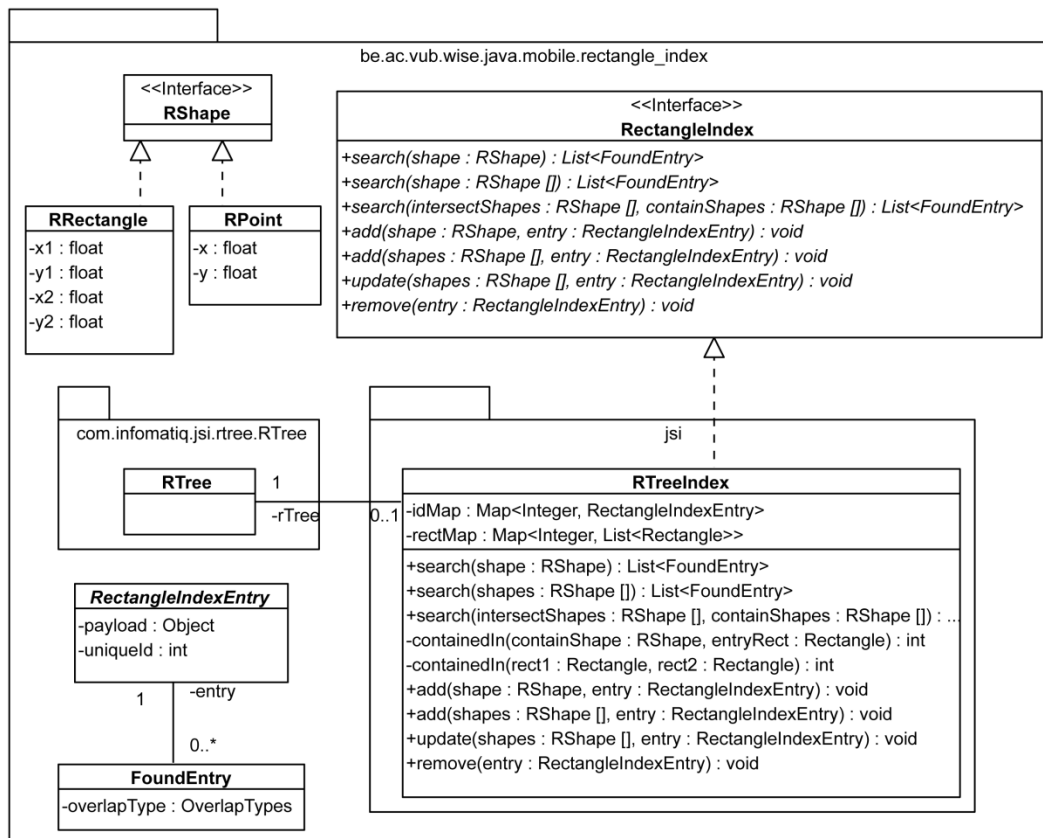 be.ac.vub.wise.java.mobile.rectangle_index
<<Interface>>
RShape
<<Interface>>
RectangleIndex
+search(shape : RShape) : List<FoundEntry>
+search(shape : RShape []) : List<FoundEntry>
+search(intersectShapes : RShape [], containShapes : RShape []) : List<FoundEntry>
+add(shape : RShape, entry : RectangleIndexEntry) : void
+add(shapes : RShape [], entry : RectangleIndexEntry) : void
+update(shapes : RShape [], entry : RectangleIndexEntry) : void
+remove(entry : RectangleIndexEntry) : void
RRectangle
-x1 : float
-y1 : float
-x2 : float
-y2 : float
RPoint
-x : float
-y : float
com.infomatiq.jsi.rtree.RTree
RTree
1
-rTree
0..1
jsi
RTreeIndex
-idMap : Map<Integer, RectangleIndexEntry>
-rectMap : Map<Integer, List<Rectangle>>
+search(shape : RShape) : List<FoundEntry>
+search(shapes : RShape []) : List<FoundEntry>
+search(intersectShapes : RShape [], containShapes : RShape []) : ...
-containedIn(containShape : RShape, entryRect : Rectangle) : int
-containedIn(rect1 : Rectangle, rect2 : Rectangle) : int
+add(shape : RShape, entry : RectangleIndexEntry) : void
+add(shapes : RShape [], entry : RectangleIndexEntry) : void
+update(shapes : RShape [], entry : RectangleIndexEntry) : void
+remove(entry : RectangleIndexEntry) : void
RectangleIndexEntry
-payload : Object
-uniqueId : int
1
-entry
0..*
FoundEntry
-overlapType : OverlapTypes